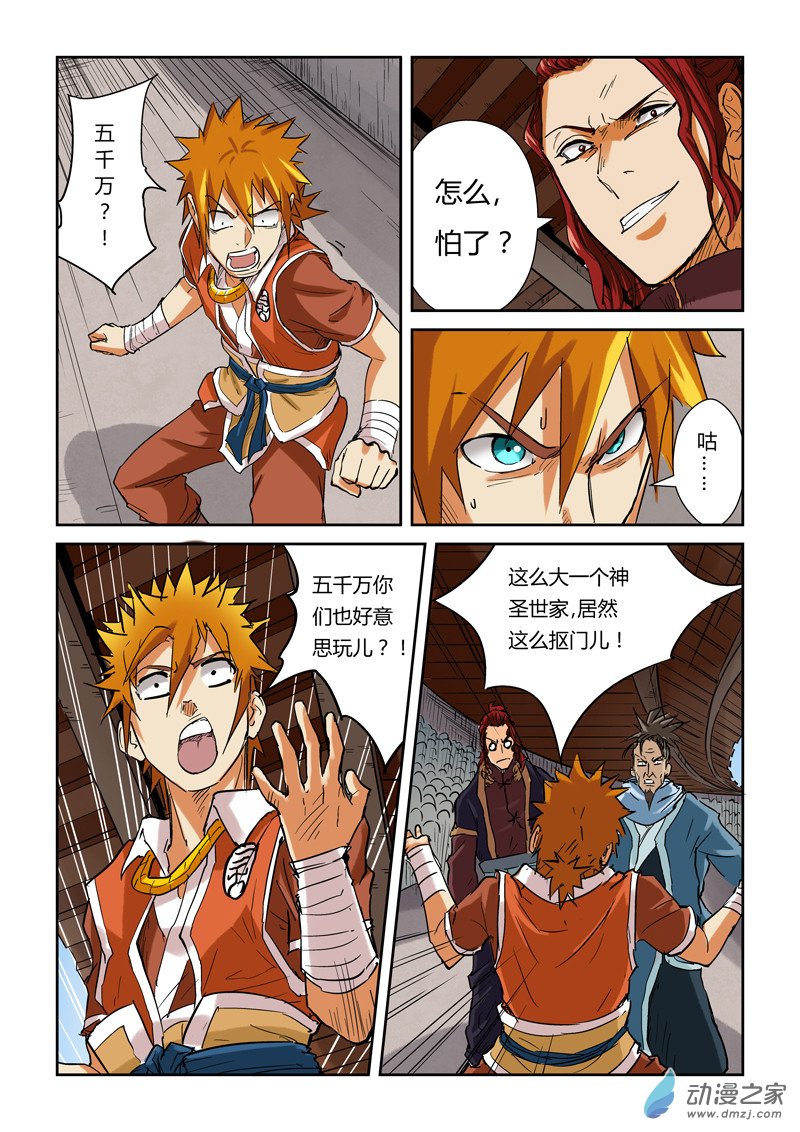 五千万？！
怎么，
怕了？
咕……
五千万你
们也好意
思玩儿？！
这么大一个神
圣世家，居然
这么抠门儿！
动漫之家
www.dmzj.com